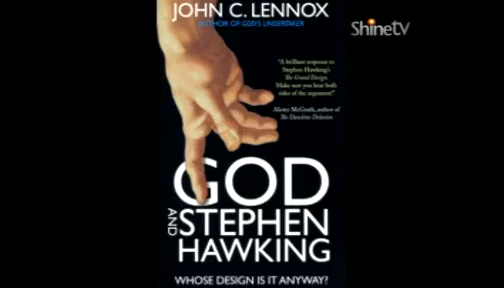 JOHN C. LENNOX
AUTHOR OF GOD'S UNDERTAKER
ShineTV
"A brilliant response to
Stephen Hawking's
The Grand Design.
Make sure you hear both
sides of the argument!"
Alister McGrath, author of
The Dawkins Delusion
GOD
AND STEPHEN
HAWKING
WHOSE DESIGN IS IT ANYWAY?